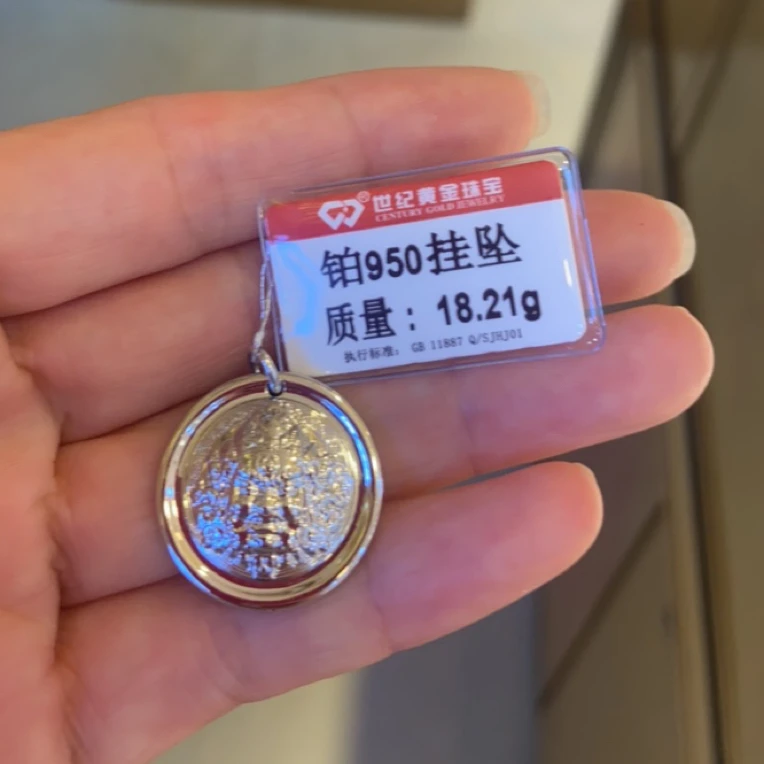 世纪黄金珠宝
CENTURY GOLD JEWELRY
铂950挂坠
质量：18.21g
执行标准： GB 11887 Q/SJHJ01